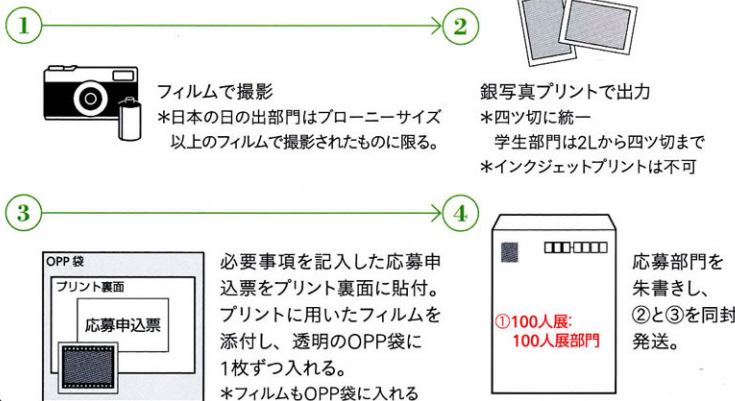 1
2
フィルムで撮影
*日本の日の出部門はブローニーサイズ
以上のフィルムで撮影されたものに限る。
銀写真プリントで出力
*四ツ切に統一
学生部門は2Lから四ツ切まで
*インクジェットプリントは不可
3
4
OPP袋
プリント裏面
応募申込票
必要事項を記入した応募申
込票をプリント裏面に貼付。
プリントに用いたフィルムを
添付し、透明のOPP袋に
1枚ずつ入れる。
*フィルムもOPP袋に入れる
①100人展:
100人展部門
応募部門を
朱書きし、
②と③を同封
発送。